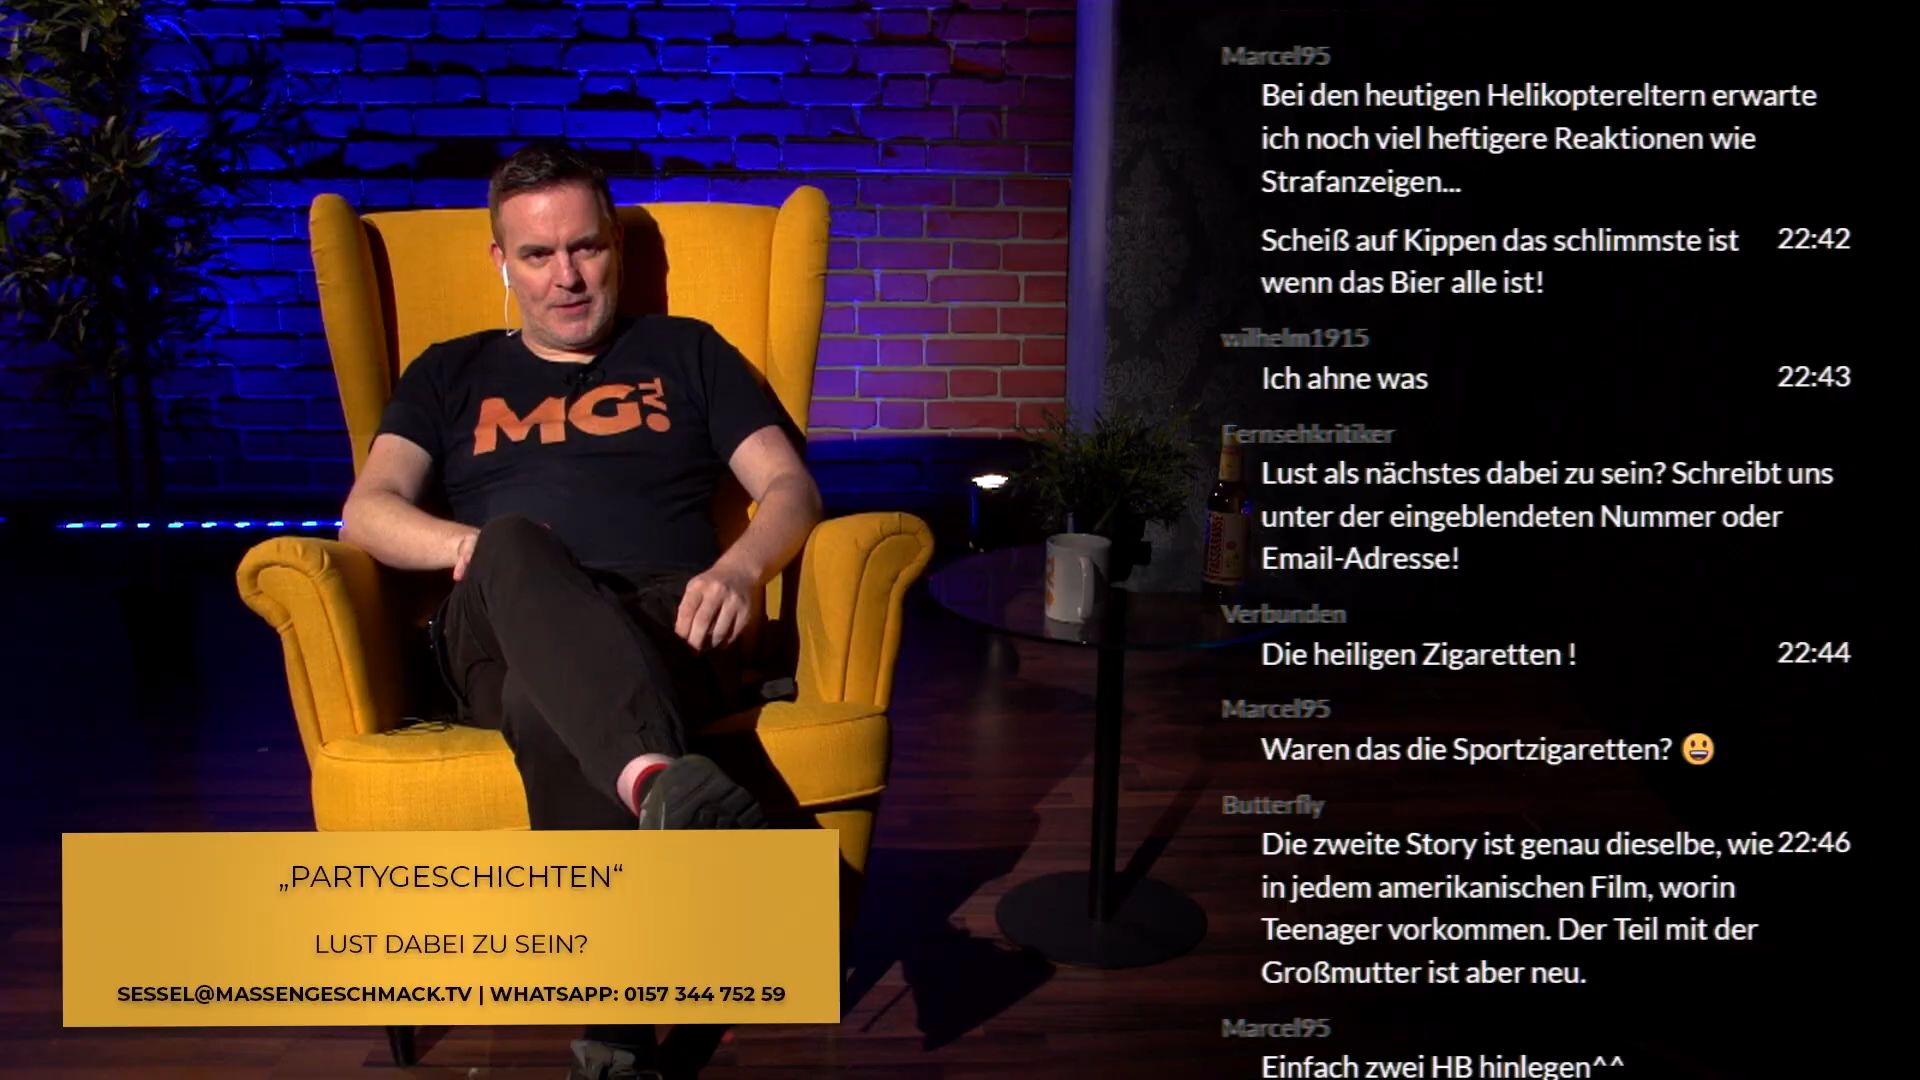 MG TV!
„PARTYGESCHICHTEN“
LUST DABEI ZU SEIN?
SESSEL@MASSENGESCHMACK.TV | WHATSAPP: 0157 344 752 59
Marcel95
Bei den heutigen Helikoptereltern erwarte
ich noch viel heftigere Reaktionen wie
Strafanzeigen...
Scheiß auf Kippen das schlimmste ist 22:42
wenn das Bier alle ist!
wilhelm1915
Ich ahne was 22:43
Fernsehkritiker
Lust als nächstes dabei zu sein? Schreibt uns
unter der eingeblendeten Nummer oder
Email-Adresse!
Verbunden
Die heiligen Zigaretten ! 22:44
Marcel95
Waren das die Sportzigaretten? 😃
Butterfly
Die zweite Story ist genau dieselbe, wie 22:46
in jedem amerikanischen Film, worin
Teenager vorkommen. Der Teil mit der
Großmutter ist aber neu.
Marcel95
Einfach zwei HB hinlegen^^
FASSBRAUSE